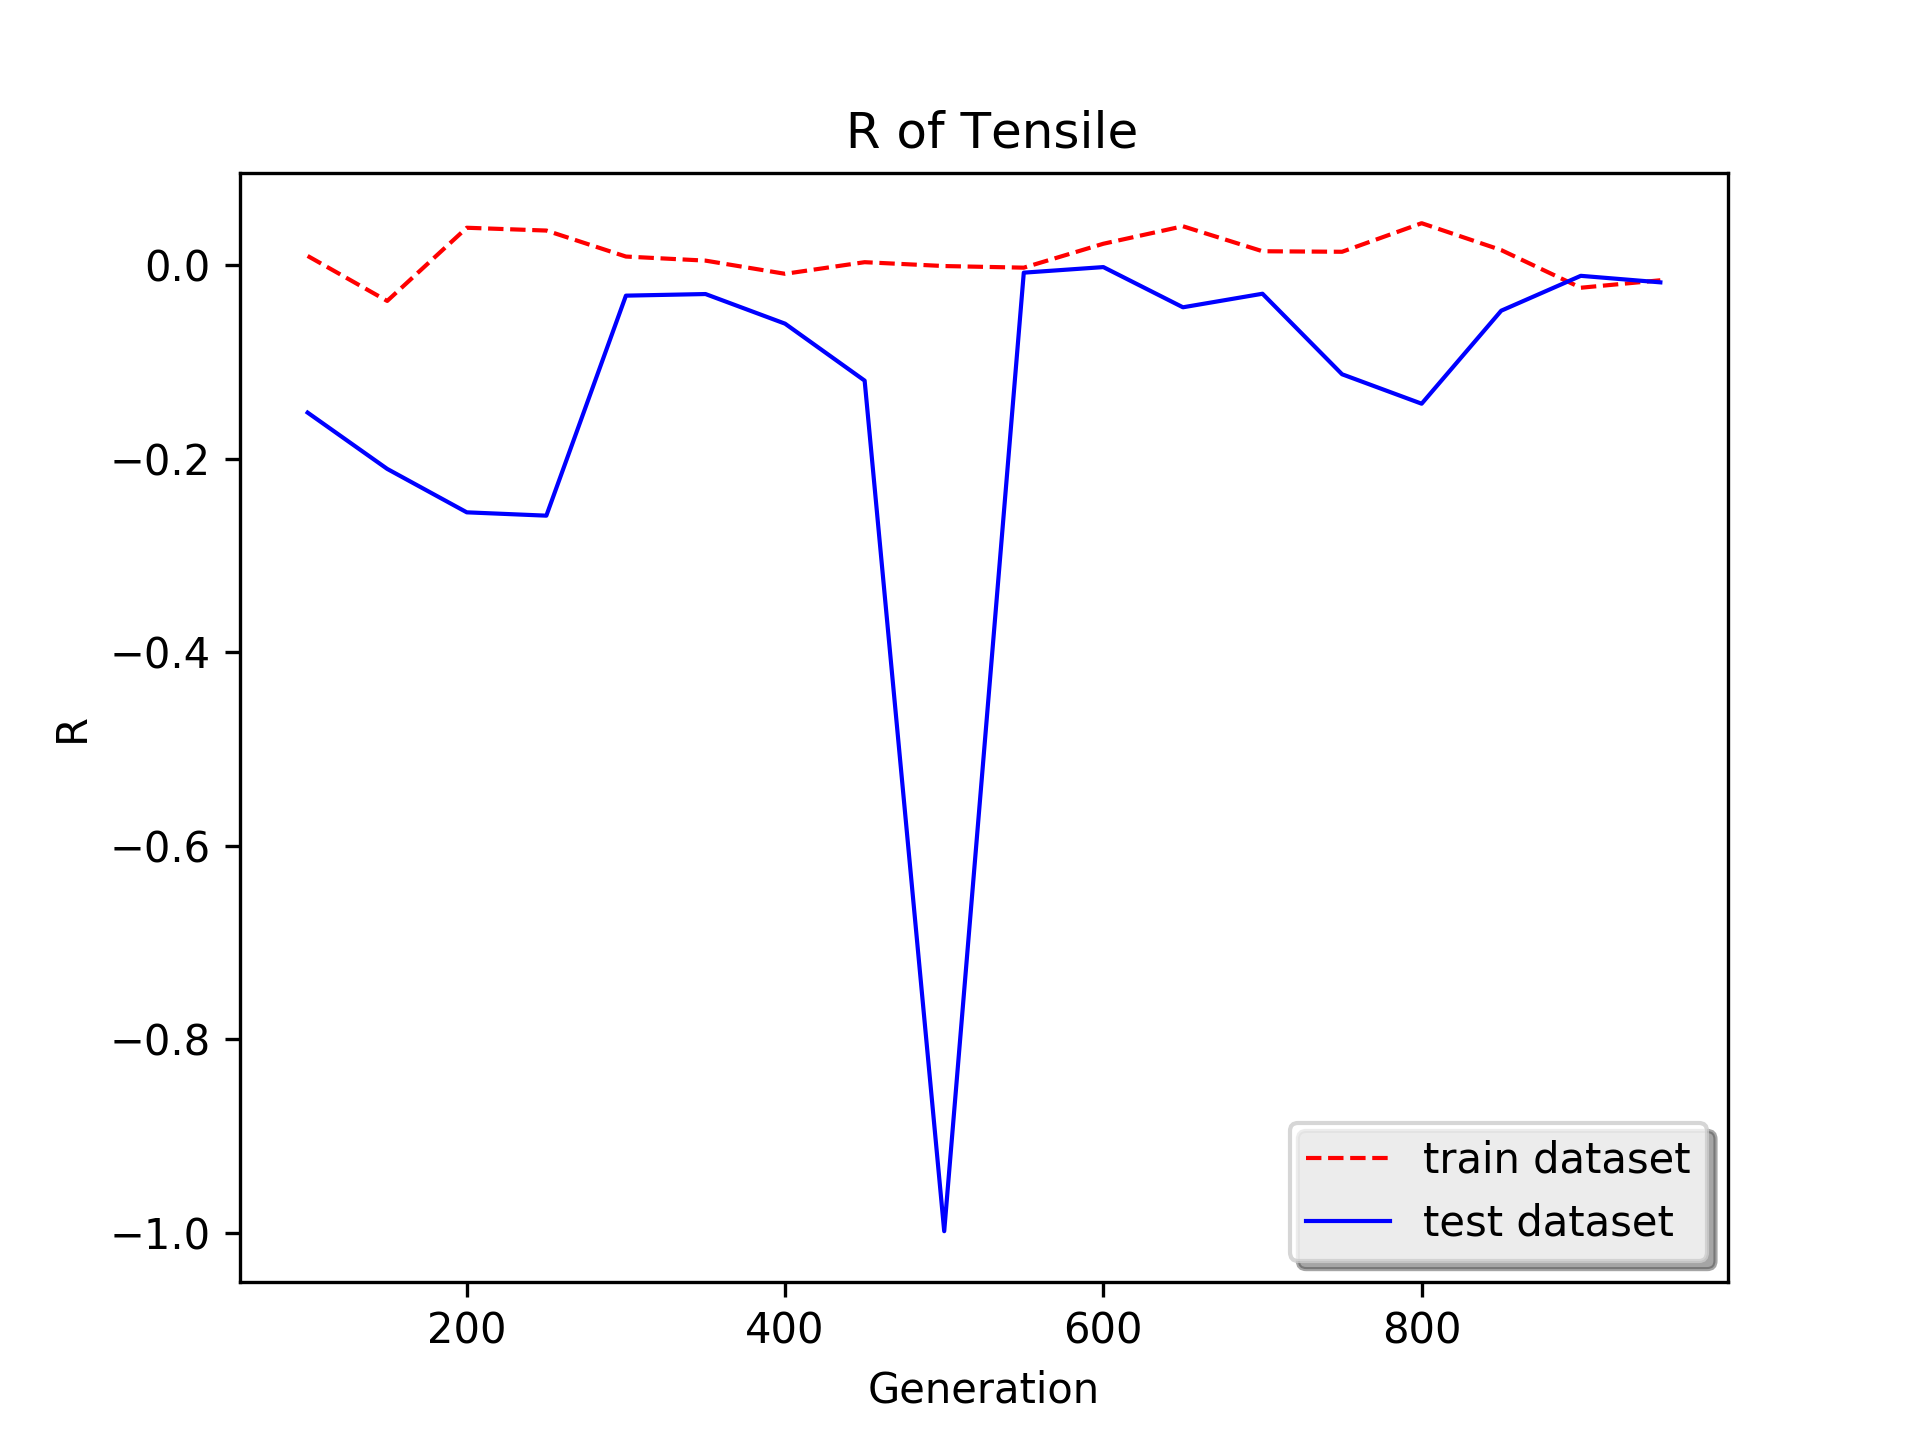 R of Tensile
0.0
−0.2
−0.4
−0.6
−0.8
−1.0
R
train dataset
test dataset
200 400 600 800
Generation